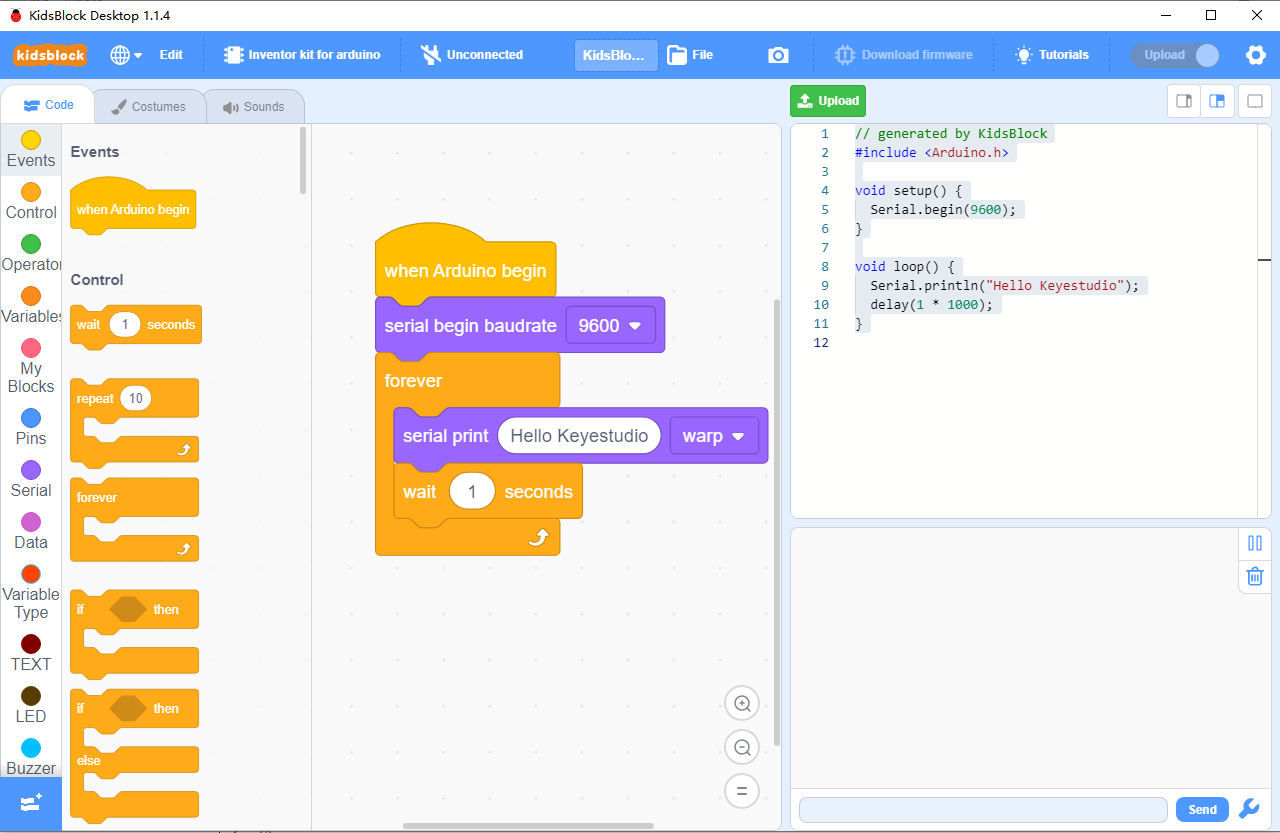 KidsBlock Desktop 1.1.4
kidsblock
Edit
Inventor kit for arduino
Unconnected
KidsBlo...
File
Download firmware
Tutorials
Upload
Code
Costumes
Sounds
Upload
Events
Control
Operator
Variables
My
Blocks
Pins
Serial
Data
Variable
Type
TEXT
LED
Buzzer
Events
when Arduino begin
Control
wait 1 seconds
repeat 10
forever
if then
if then
else
when Arduino begin
serial begin baudrate 9600
forever
serial print Hello Keyestudio warp
wait 1 seconds
1 // generated by KidsBlock
2 #include <Arduino.h>
3
4 void setup() {
5 Serial.begin(9600);
6 }
7
8 void loop() {
9 Serial.println("Hello Keyestudio");
10 delay(1 * 1000);
11 }
12
Send